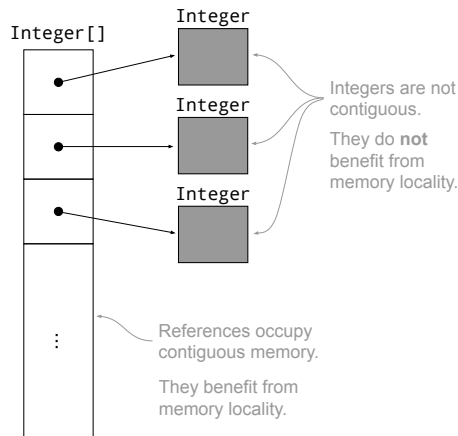 Integer[]
Integer
Integer
Integer
Integers are not
contiguous.
They do not
benefit from
memory locality.
⋮
References occupy
contiguous memory.
They benefit from
memory locality.